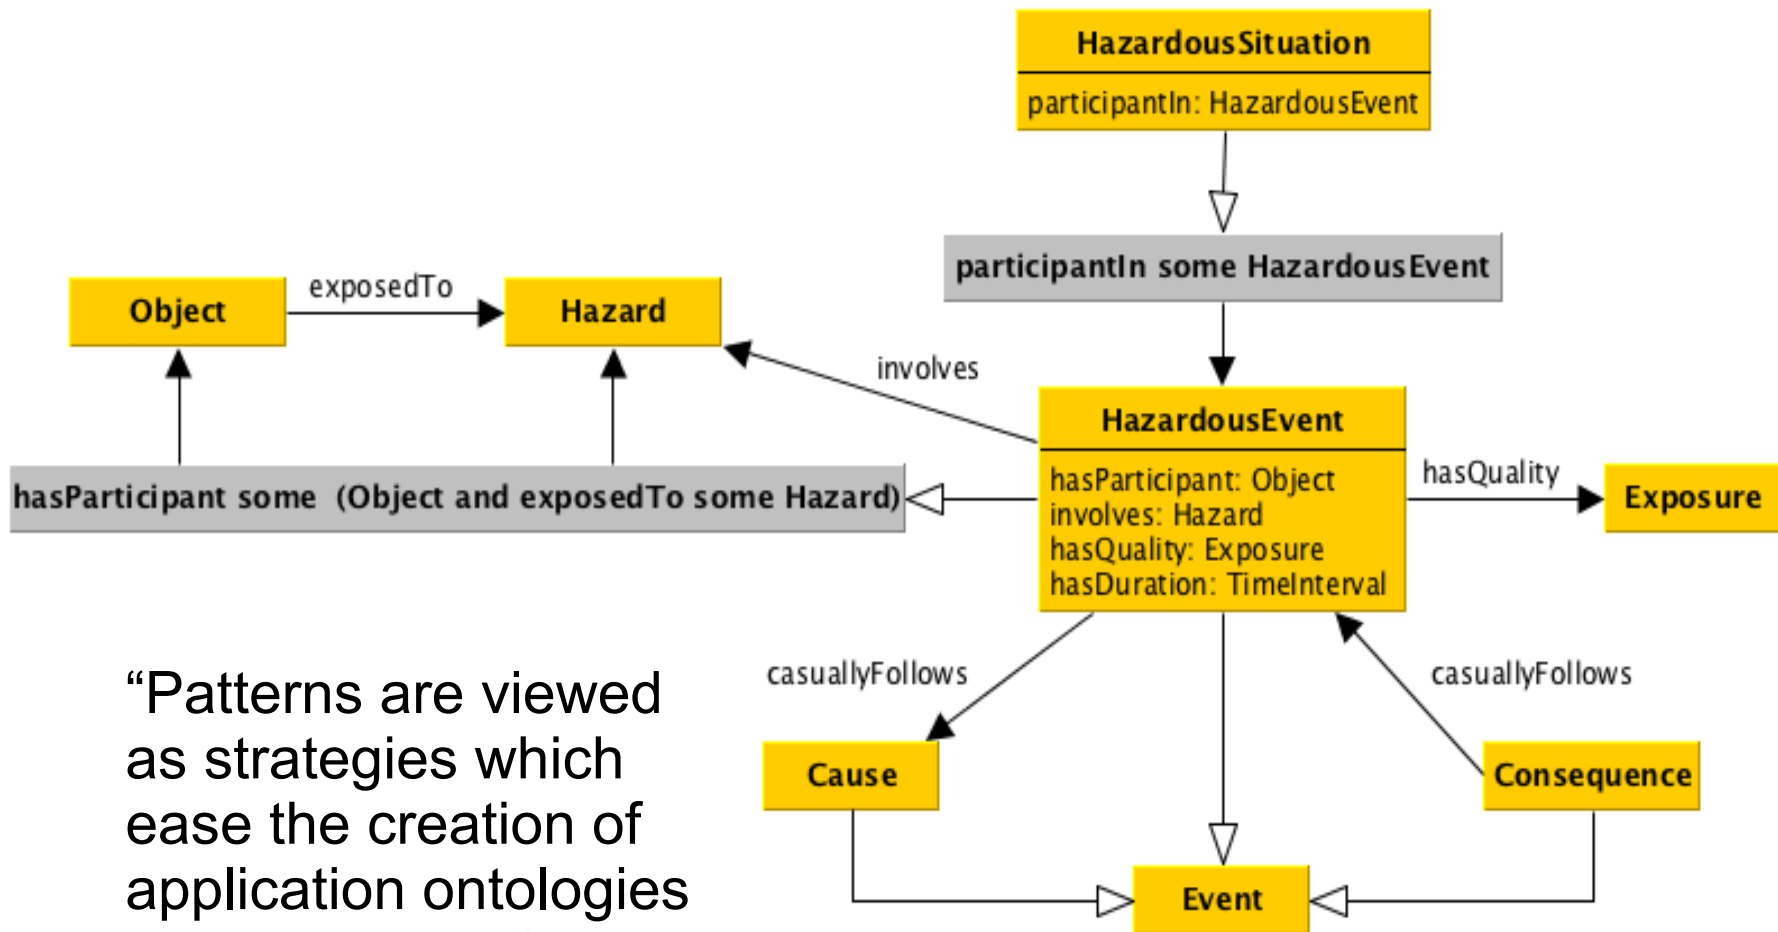 HazardousSituation
participantIn: HazardousEvent
participantIn some HazardousEvent
Object
exposedTo
Hazard
involves
HazardousEvent
hasParticipant: Object
involves: Hazard
hasQuality: Exposure
hasDuration: TimeInterval
hasQuality
Exposure
hasParticipant some (Object and exposedTo some Hazard)
casuallyFollows
casuallyFollows
Cause
Consequence
Event
“Patterns are viewed
as strategies which
ease the creation of
application ontologies